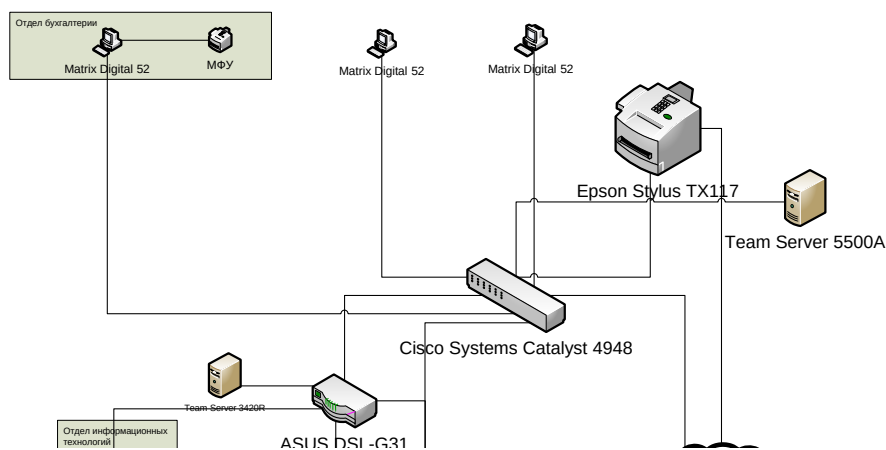 Отдел бухгалтерии
Matrix Digital 52
МФУ
Matrix Digital 52
Matrix Digital 52
Epson Stylus TX117
Team Server 5500A
Cisco Systems Catalyst 4948
Team Server 3420R
Отдел информационных
технологий
ASUS DSL-G31